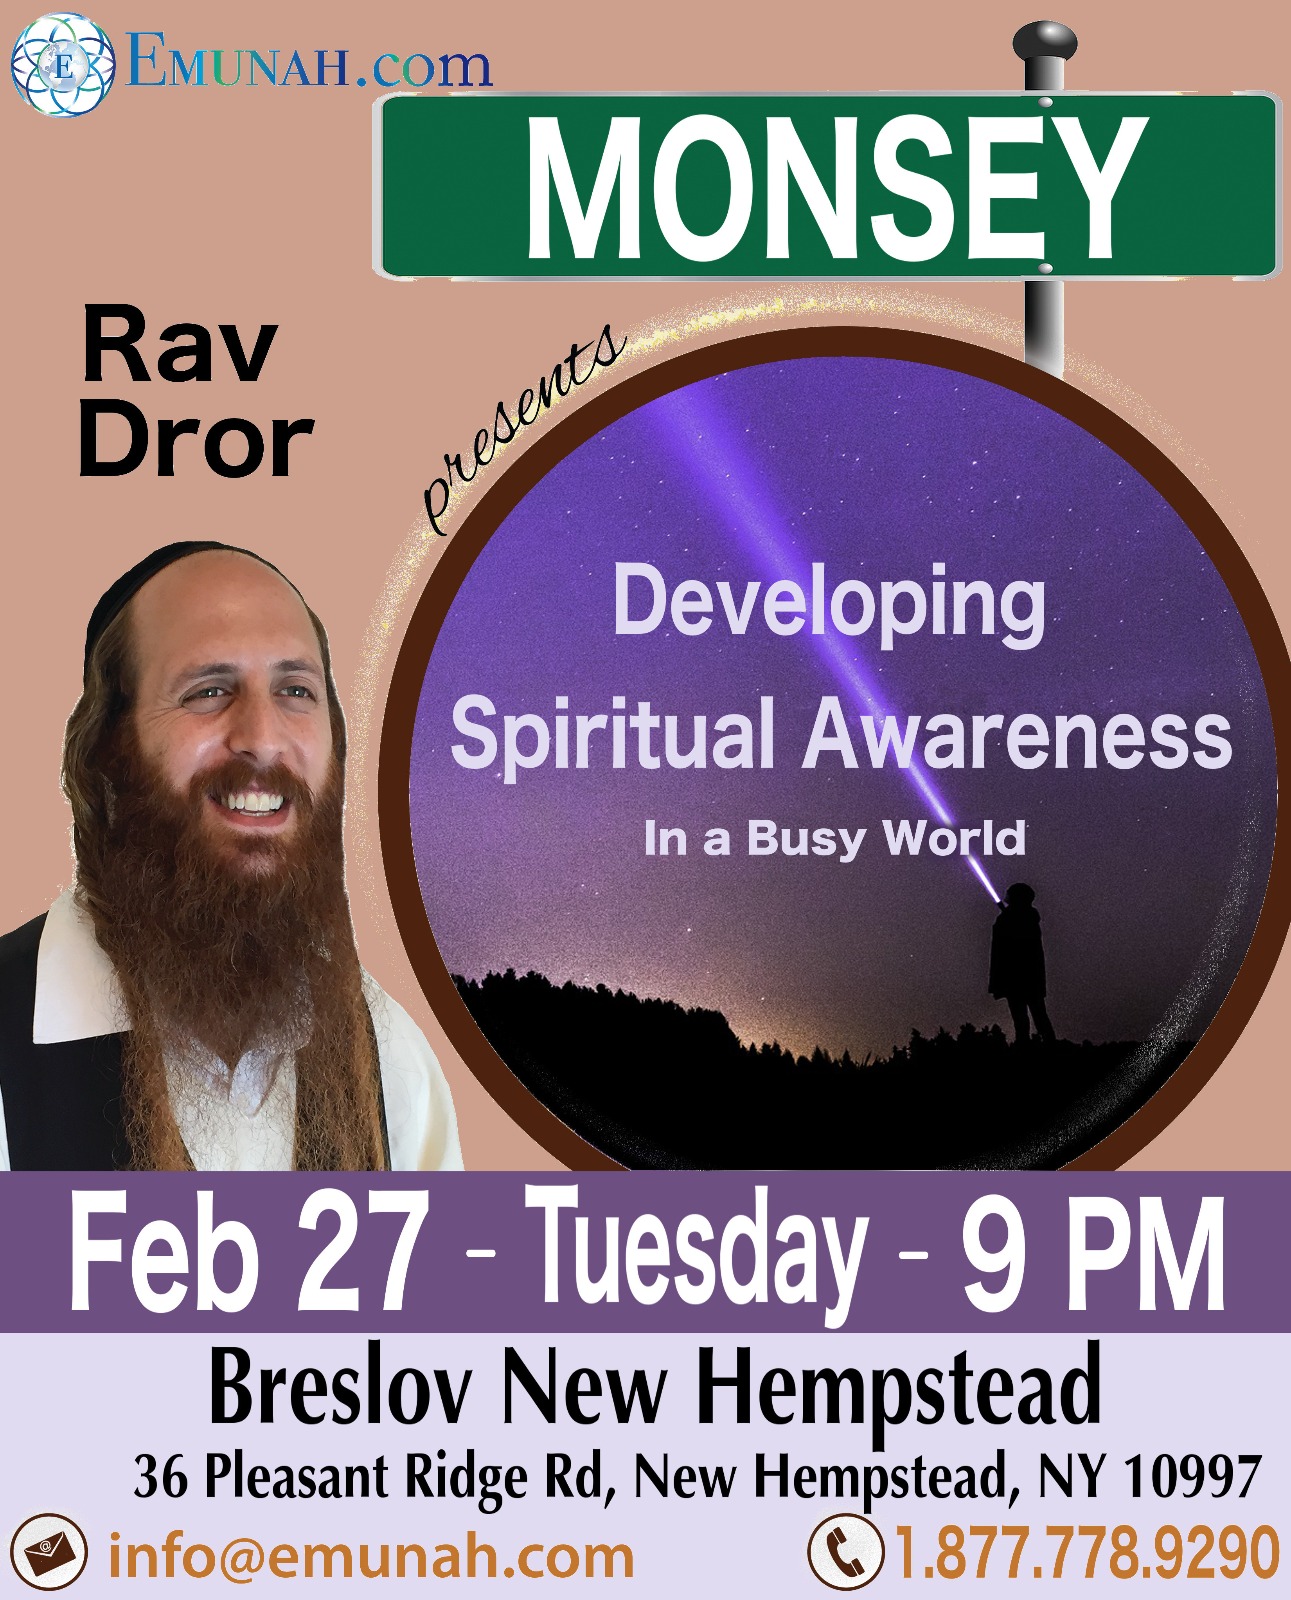 E EMUNAH.com
MONSEY
Rav
Dror
presents
Developing
Spiritual Awareness
In a Busy World
Feb 27 - Tuesday - 9 PM
Breslov New Hempstead
36 Pleasant Ridge Rd, New Hempstead, NY 10997
@ info@emunah.com
1.877.778.9290